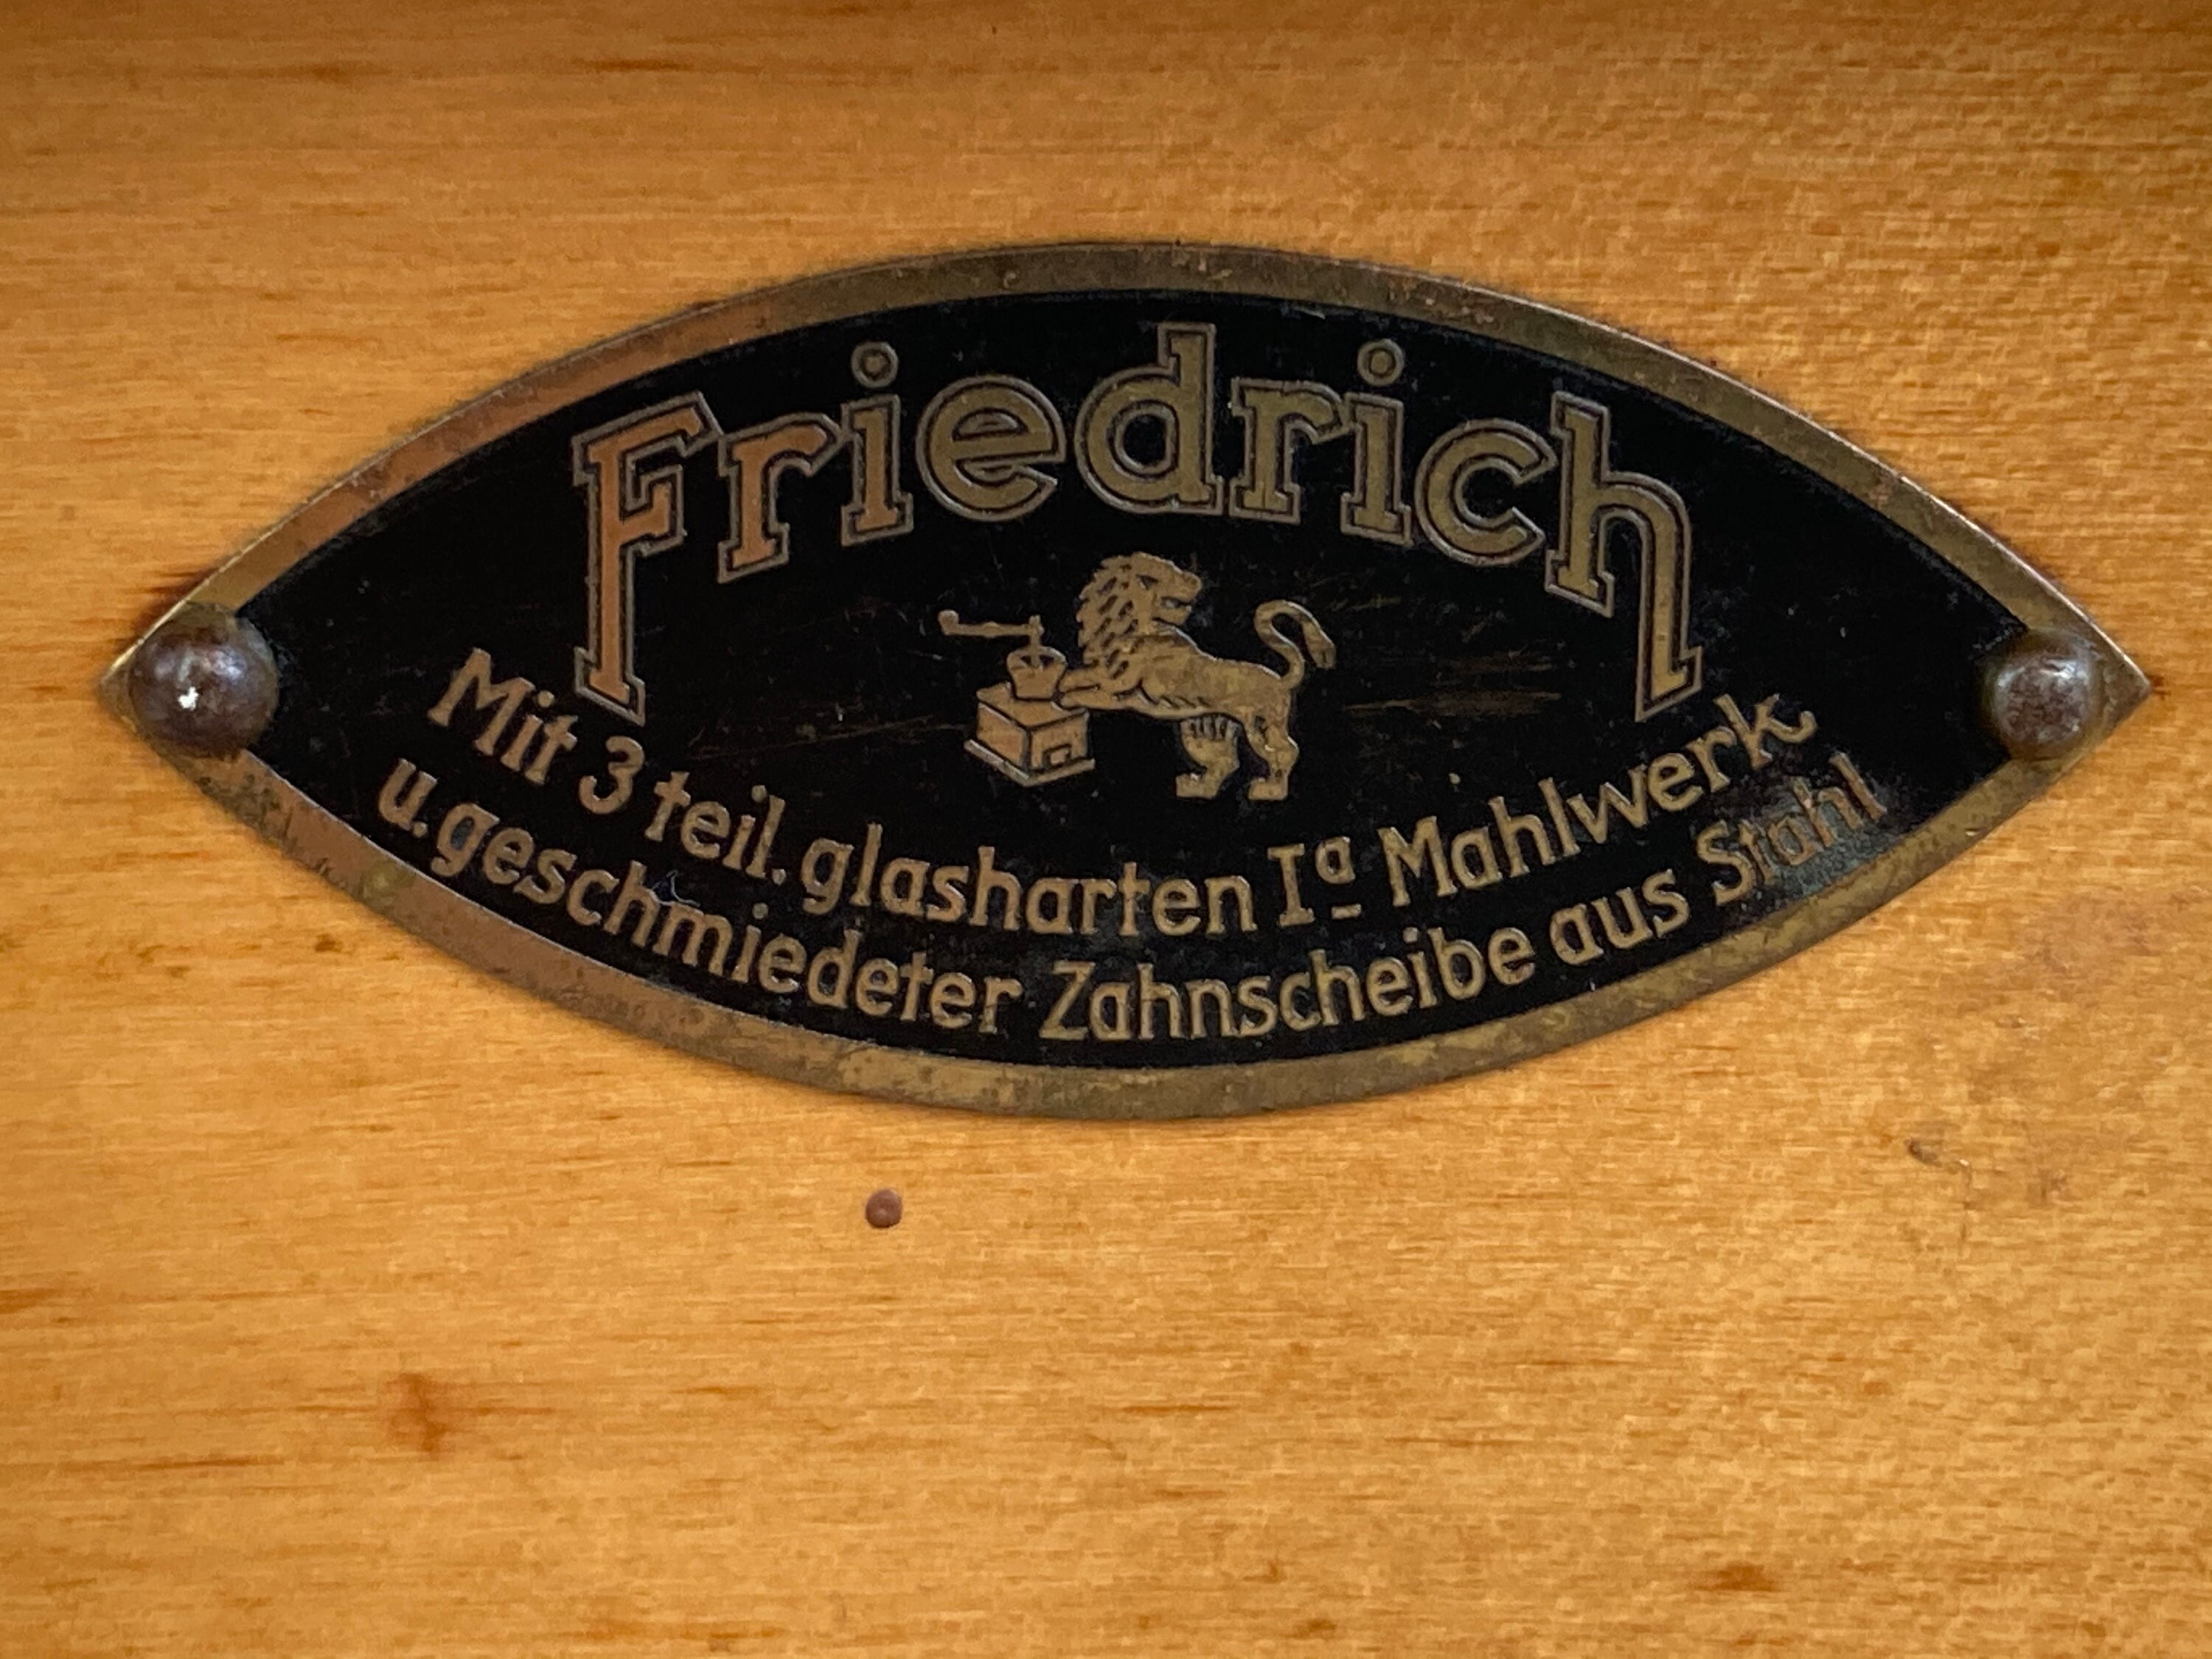 Friedrich
Mit 3 teil. glasharten Iª Mahlwerk
u. geschmiedeter Zahnscheibe aus Stahl